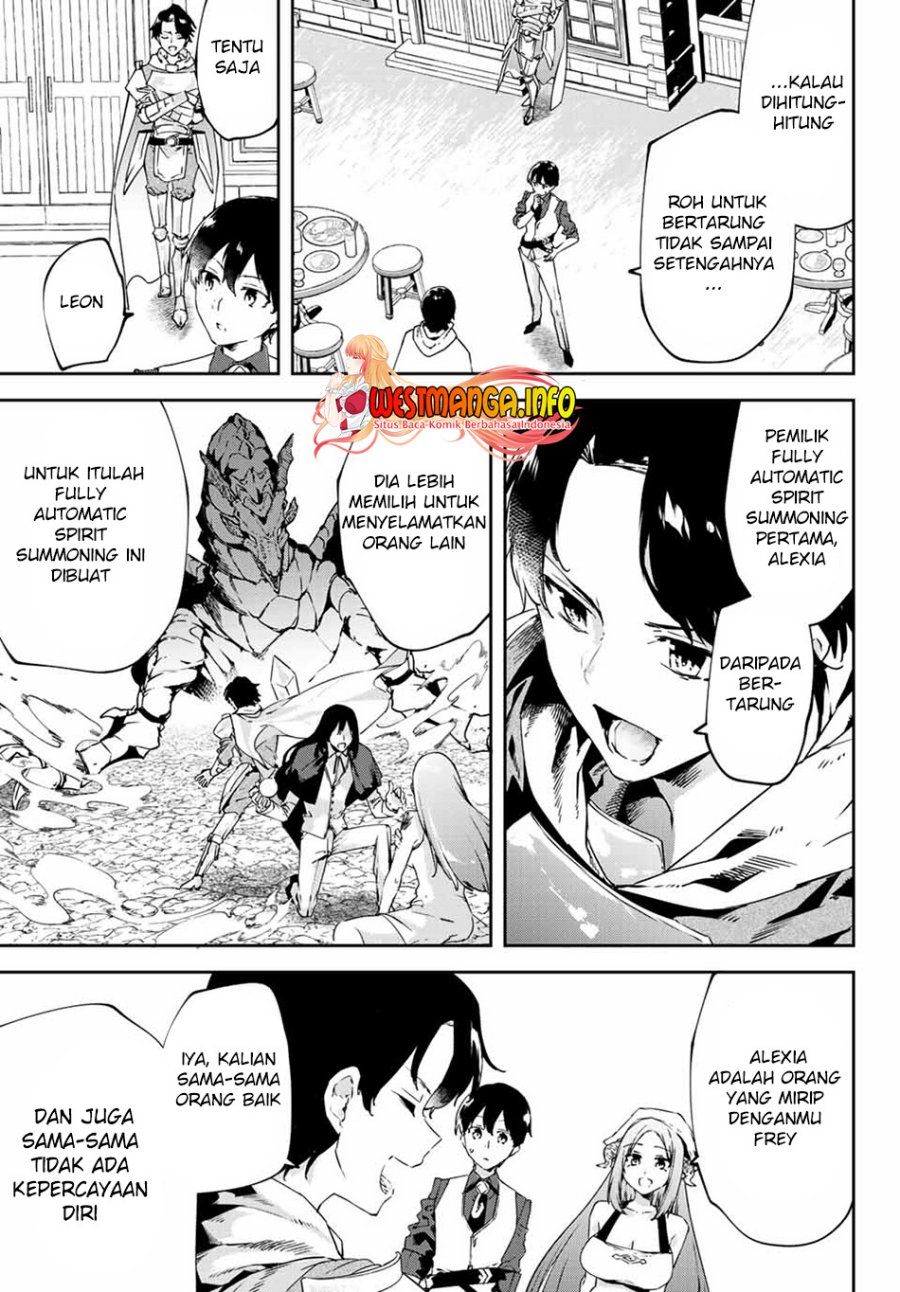 ...KALAU
DIHITUNG-
HITUNG
ROH UNTUK
BERTARUNG
TIDAK SAMPAI
SETENGAHNYA
...
TENTU
SAJA
LEON
PEMILIK
FULLY
AUTOMATIC
SPIRIT
SUMMONING
PERTAMA,
ALEXIA
DARIPADA
BER-
TARUNG
DIA LEBIH
MEMILIH UNTUK
MENYELAMATKAN
ORANG LAIN
UNTUK ITULAH
FULLY
AUTOMATIC
SPIRIT
SUMMONING INI
DIBUAT
WESTMANGA.INFO
Situs Baca Komik Berbahasa Indonesia
ALEXIA
ADALAH ORANG
YANG MIRIP
DENGANMU
FREY
IYA, KALIAN
SAMA-SAMA
ORANG BAIK
DAN JUGA
SAMA-SAMA
TIDAK ADA
KEPERCAYAAN
DIRI